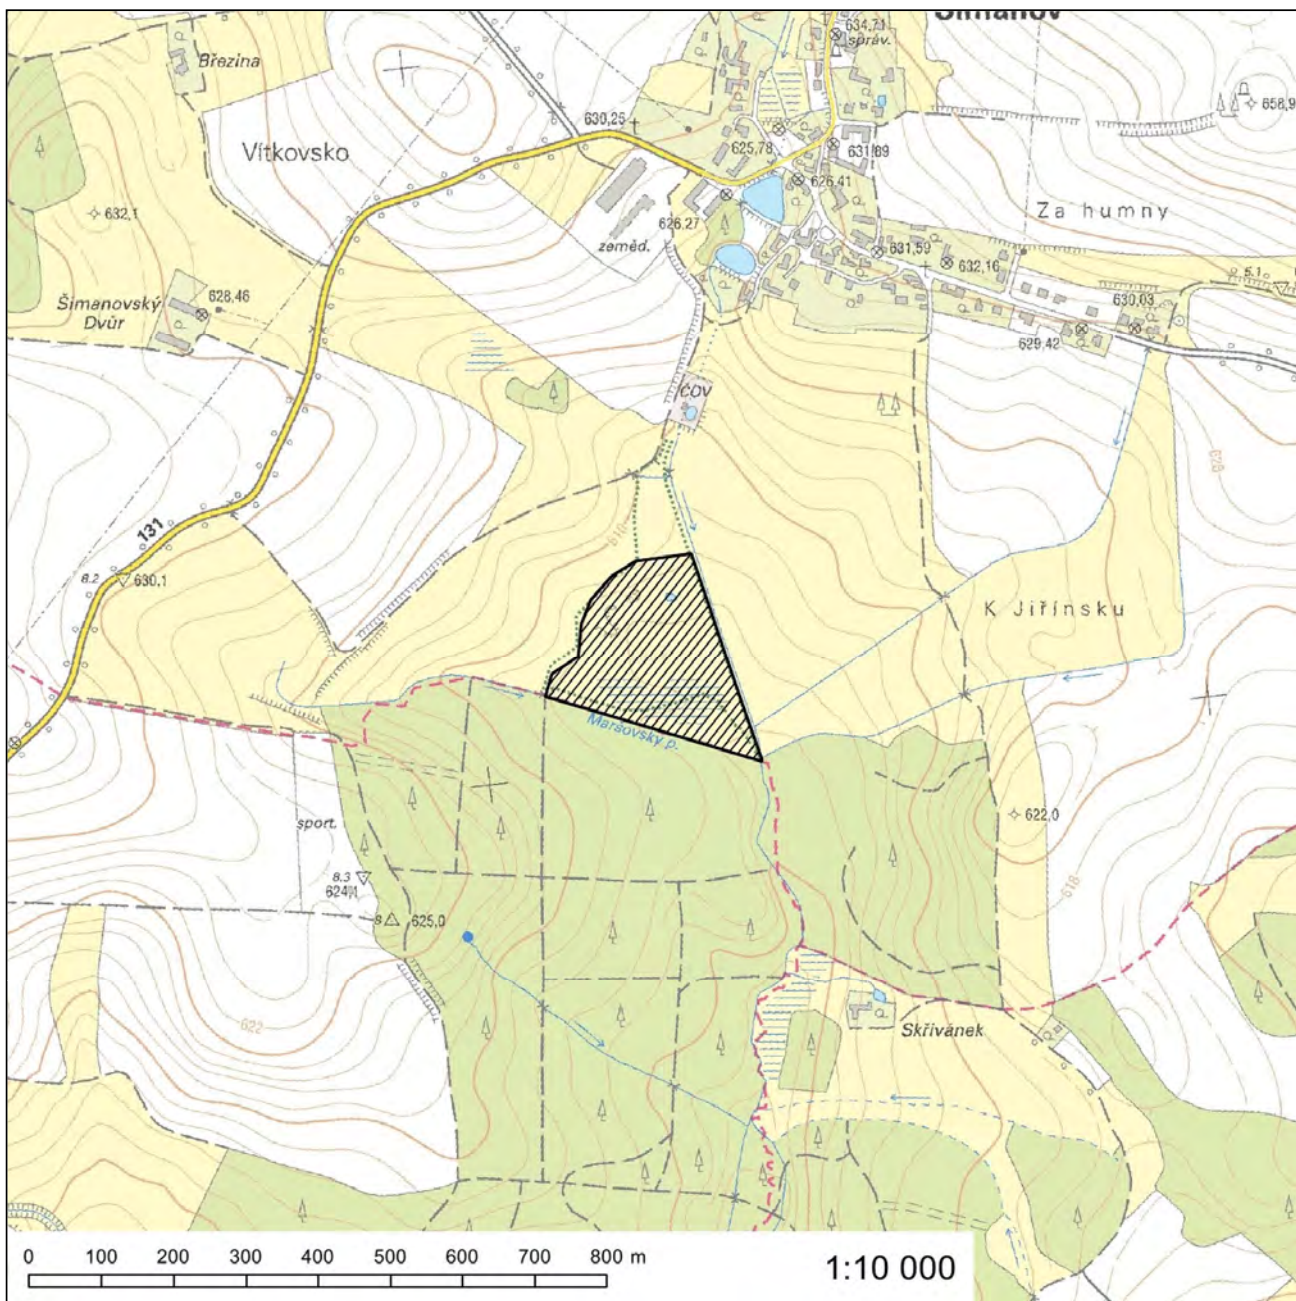 Šimanov
634,71
správ.
Březina
658,9
630,25
Vítkovsko
625,78
631,89
626,41
632,1
626,27
Za humny
zeměd.
631,59
632,16
5.1
Šimanovský
Dvůr
628,46
630,03
629,42
ČOV
628
131
610
8.2
630,1
K Jiřínsku
Maršovský p.
622,0
sport.
8.3
624,1
618
8
625,0
622
Skřivánek
0 100 200 300 400 500 600 700 800 m
1:10 000